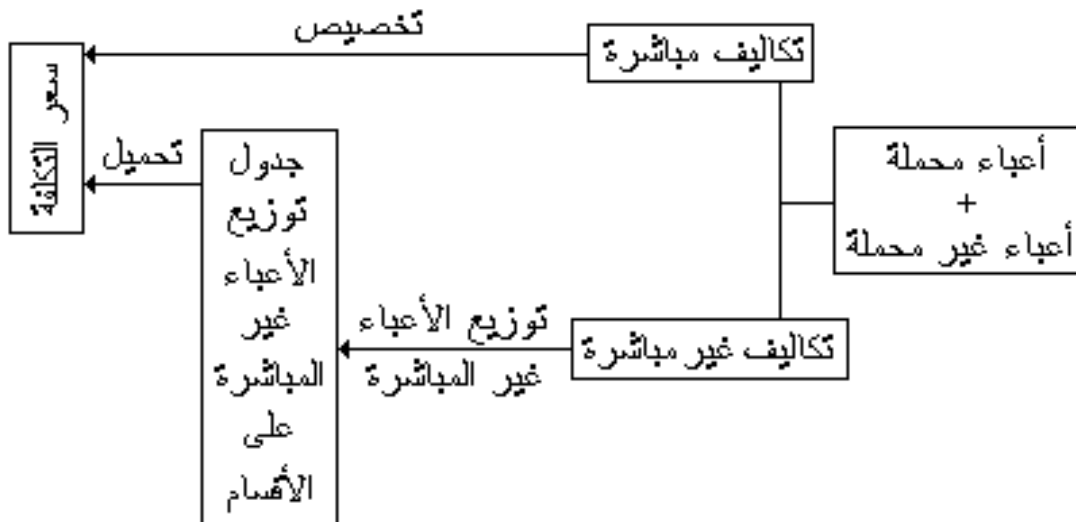 أعباء محملة
+
أعباء غير محملة
تكاليف مباشرة
تخصيص
سعر
التكلفة
تكاليف غير مباشرة
توزيع الأعباء
غير المباشرة
جدول
توزيع
الأعباء
غير
المباشرة
على
الأقسام
تحميل